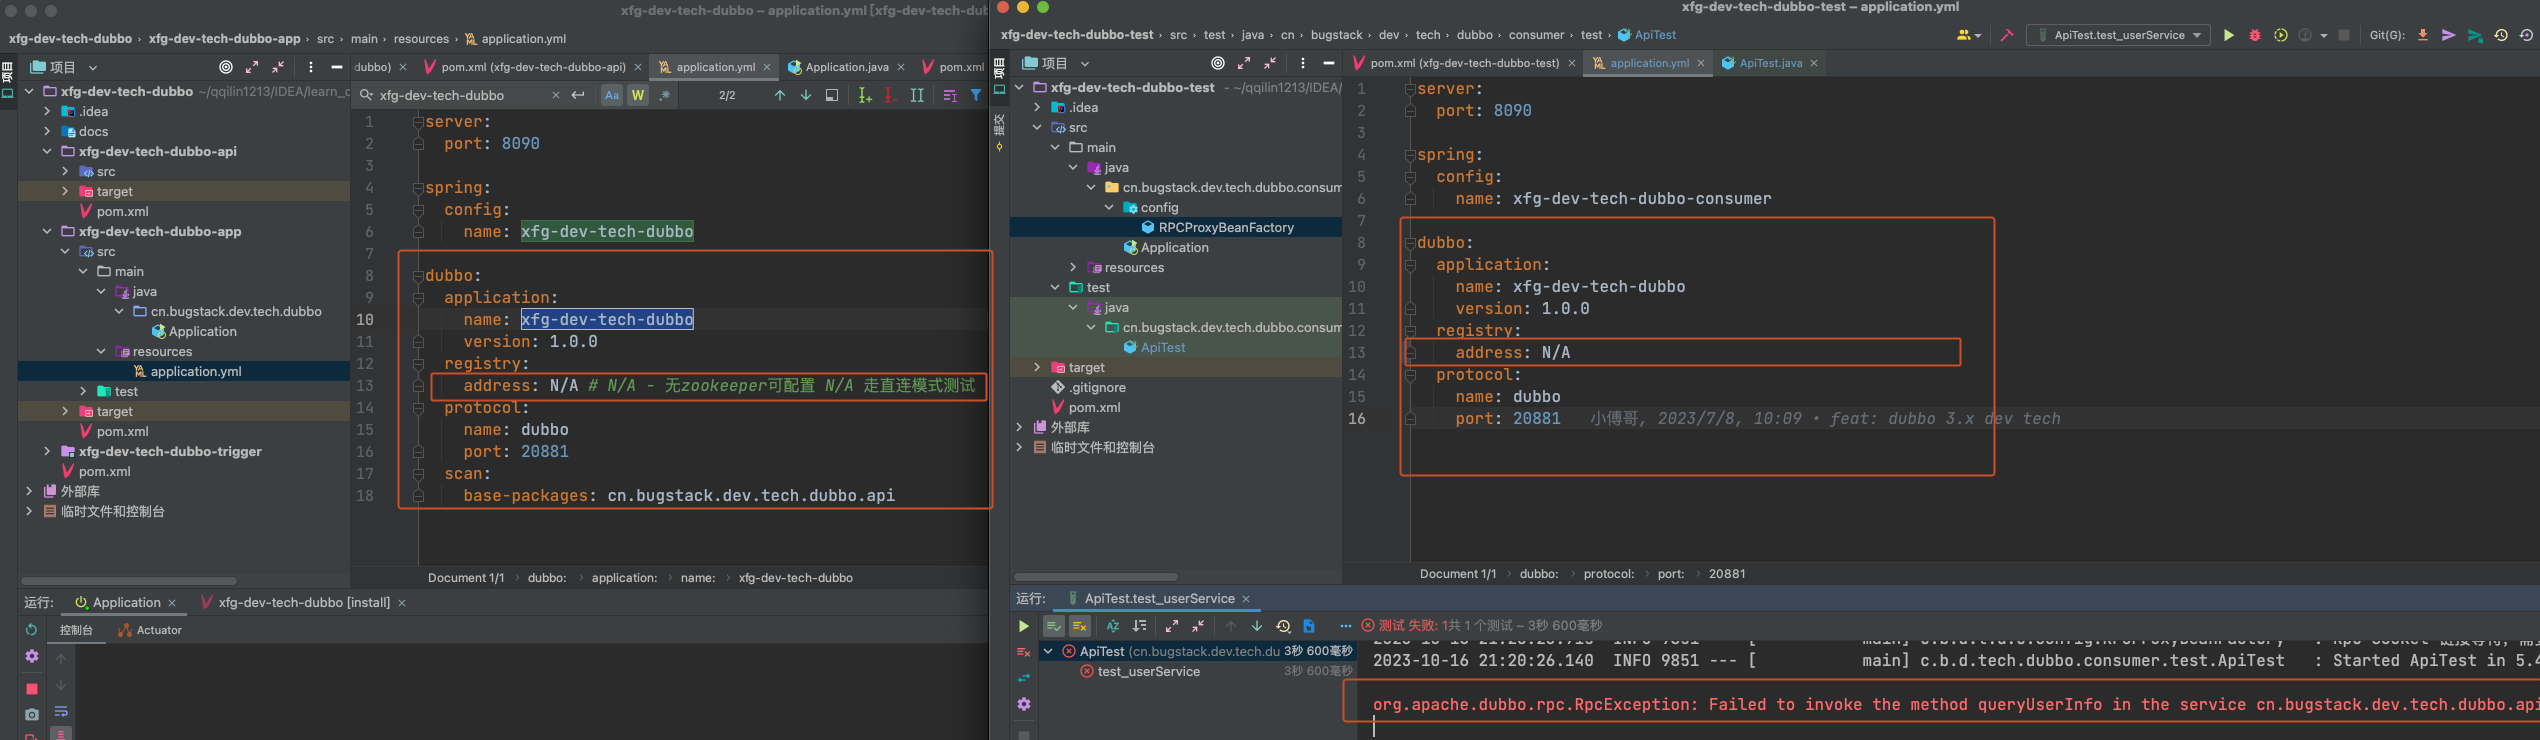 xfg-dev-tech-dubbo – application.yml [xfg-dev-tech-dub
xfg-dev-tech-dubbo › xfg-dev-tech-dubbo-app › src › main › resources › application.yml
项目
dubbo) × pom.xml (xfg-dev-tech-dubbo-api) × application.yml × Application.java × pom.xml
xfg-dev-tech-dubbo Aa W .* 2/2
项目
xfg-dev-tech-dubbo ~/qqilin1213/IDEA/learn_c
.idea
docs
xfg-dev-tech-dubbo-api
src
target
pom.xml
xfg-dev-tech-dubbo-app
src
main
java
cn.bugstack.dev.tech.dubbo
Application
resources
application.yml
test
target
pom.xml
xfg-dev-tech-dubbo-trigger
pom.xml
外部库
临时文件和控制台
1 server:
2 port: 8090
3
4 spring:
5 config:
6 name: xfg-dev-tech-dubbo
7
8 dubbo:
9 application:
10 name: xfg-dev-tech-dubbo
11 version: 1.0.0
12 registry:
13 address: N/A # N/A - 无zookeeper可配置 N/A 走直连模式测试
14 protocol:
15 name: dubbo
16 port: 20881
17 scan:
18 base-packages: cn.bugstack.dev.tech.dubbo.api
Document 1/1 › dubbo: › application: › name: › xfg-dev-tech-dubbo
运行: Application × xfg-dev-tech-dubbo [install] ×
控制台 Actuator
xfg-dev-tech-dubbo-test – application.yml
xfg-dev-tech-dubbo-test › src › test › java › cn › bugstack › dev › tech › dubbo › consumer › test › ApiTest
ApiTest.test_userService Git(G):
项目
提交
项目
pom.xml (xfg-dev-tech-dubbo-test) × application.yml × ApiTest.java ×
xfg-dev-tech-dubbo-test - ~/qqilin1213/IDEA/
.idea
src
main
java
cn.bugstack.dev.tech.dubbo.consum
config
RPCProxyBeanFactory
Application
resources
test
java
cn.bugstack.dev.tech.dubbo.consum
ApiTest
target
.gitignore
pom.xml
外部库
临时文件和控制台
1 server:
2 port: 8090
3
4 spring:
5 config:
6 name: xfg-dev-tech-dubbo-consumer
7
8 dubbo:
9 application:
10 name: xfg-dev-tech-dubbo
11 version: 1.0.0
12 registry:
13 address: N/A
14 protocol:
15 name: dubbo
16 port: 20881 小傅哥, 2023/7/8, 10:09 • feat: dubbo 3.x dev tech
Document 1/1 › dubbo: › protocol: › port: › 20881
运行: ApiTest.test_userService ×
测试 失败: 1共 1 个测试 – 3秒 600毫秒
ApiTest (cn.bugstack.dev.tech.du 3秒 600毫秒
test_userService 3秒 600毫秒
2023-10-16 21:20:26.140 INFO 9851 --- [ main] c.b.d.tech.dubbo.consumer.test.ApiTest : Started ApiTest in 5.4
org.apache.dubbo.rpc.RpcException: Failed to invoke the method queryUserInfo in the service cn.bugstack.dev.tech.dubbo.api